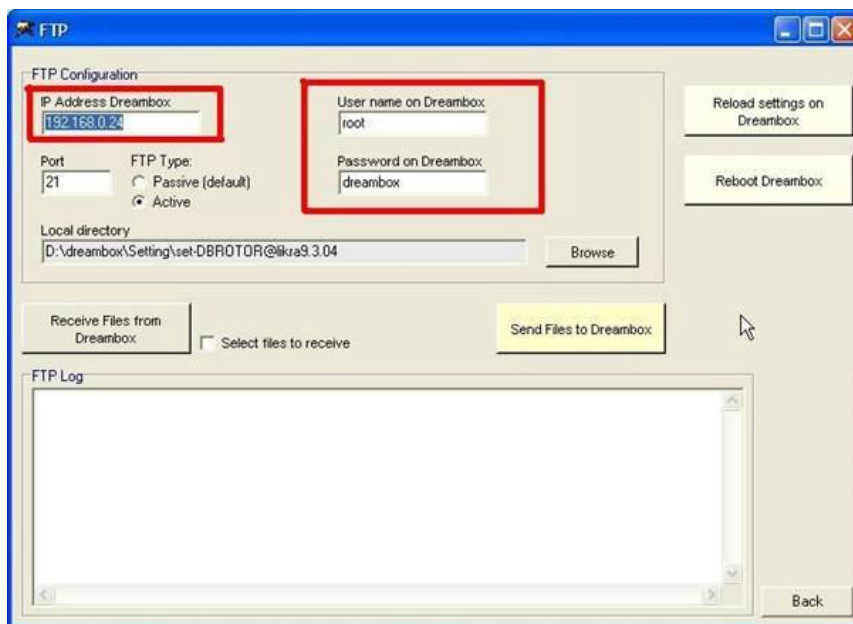 FTP
FTP Configuration
IP Address Dreambox
192.168.0.24
User name on Dreambox
root
Reload settings on
Dreambox
Port
21
FTP Type:
Passive (default)
Active
Password on Dreambox
dreambox
Reboot Dreambox
Local directory
D:\dreambox\Setting\set-DBROTOR@likra9.3.04
Browse
Receive Files from
Dreambox
Select files to receive
Send Files to Dreambox
FTP Log
Back